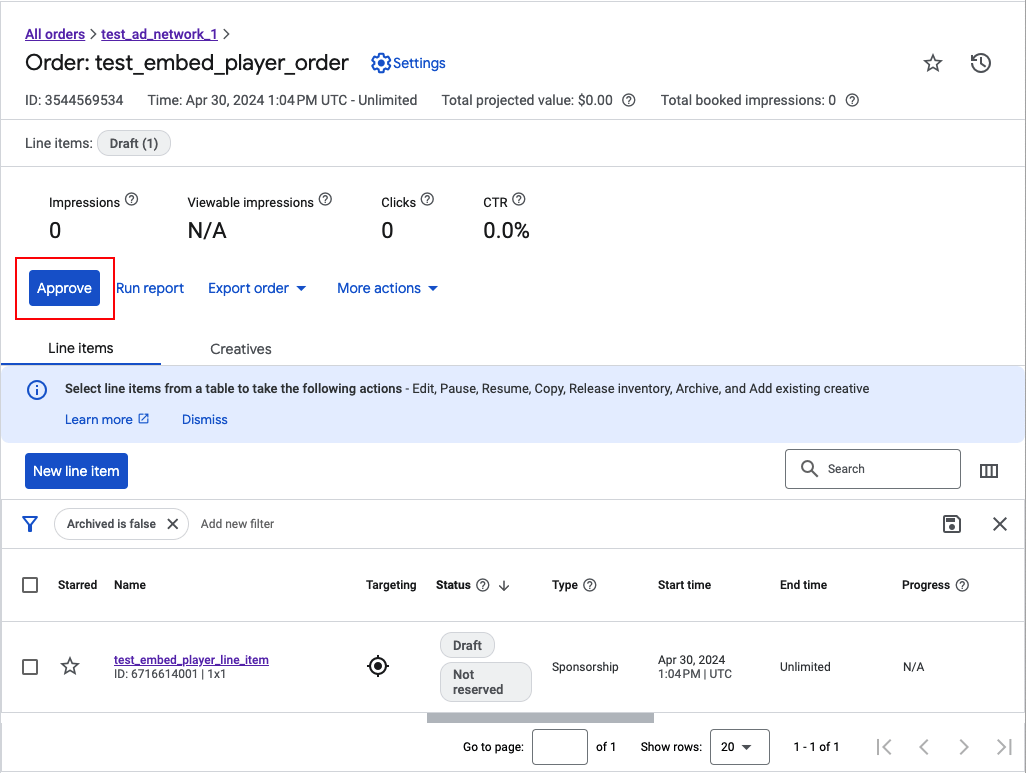 All orders > test_ad_network_1 >
Order: test_embed_player_order Settings
ID: 3544569534 Time: Apr 30, 2024 1:04 PM UTC - Unlimited Total projected value: $0.00 Total booked impressions: 0
Line items: Draft (1)
Impressions Viewable impressions Clicks CTR
0 N/A 0 0.0%
Approve Run report Export order More actions
Line items Creatives
Select line items from a table to take the following actions - Edit, Pause, Resume, Copy, Release inventory, Archive, and Add existing creative
Learn more Dismiss
New line item Search
Archived is false Add new filter
Starred Name Targeting Status Type Start time End time Progress
Draft
test_embed_player_line_item Apr 30, 2024
Sponsorship Unlimited N/A
ID: 6716614001 | 1x1 Not 1:04 PM | UTC
reserved
Go to page: of 1 Show rows: 20 1 - 1 of 1